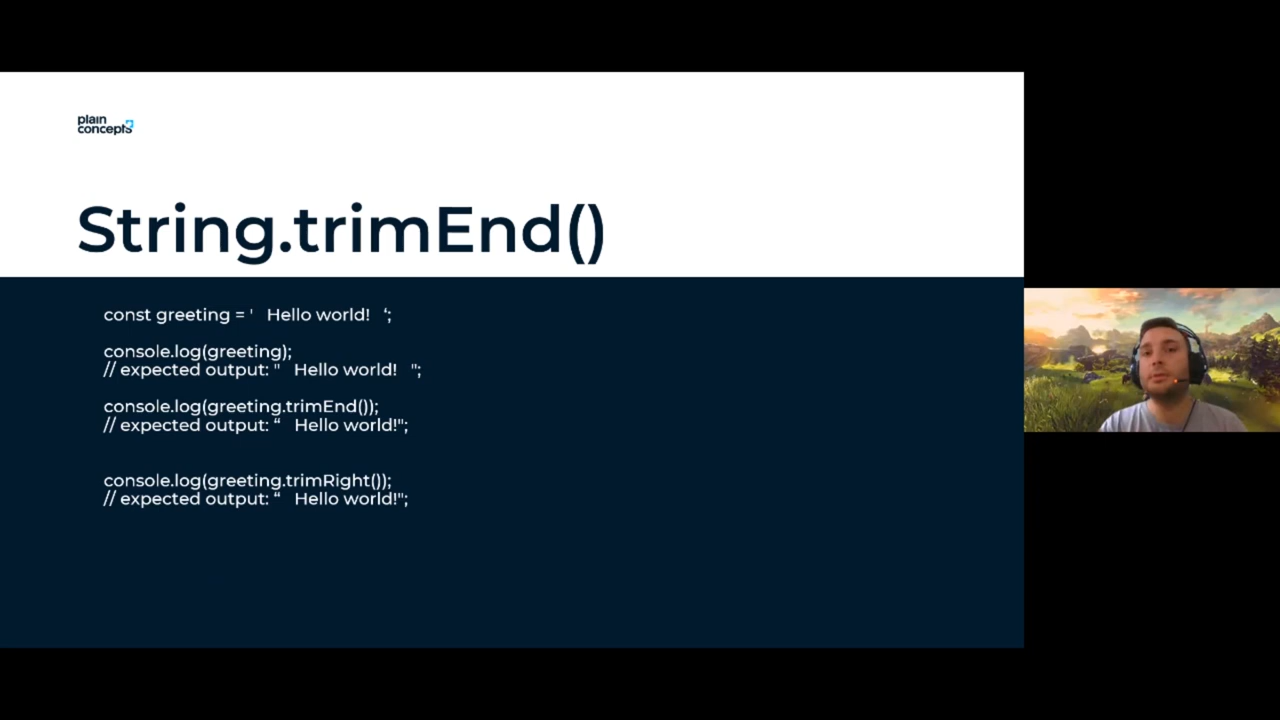 plain
concepts
String.trimEnd()
const greeting = '   Hello world!   ‘;
console.log(greeting);
// expected output: "   Hello world!   ";
console.log(greeting.trimEnd());
// expected output: “   Hello world!";
console.log(greeting.trimRight());
// expected output: “   Hello world!";